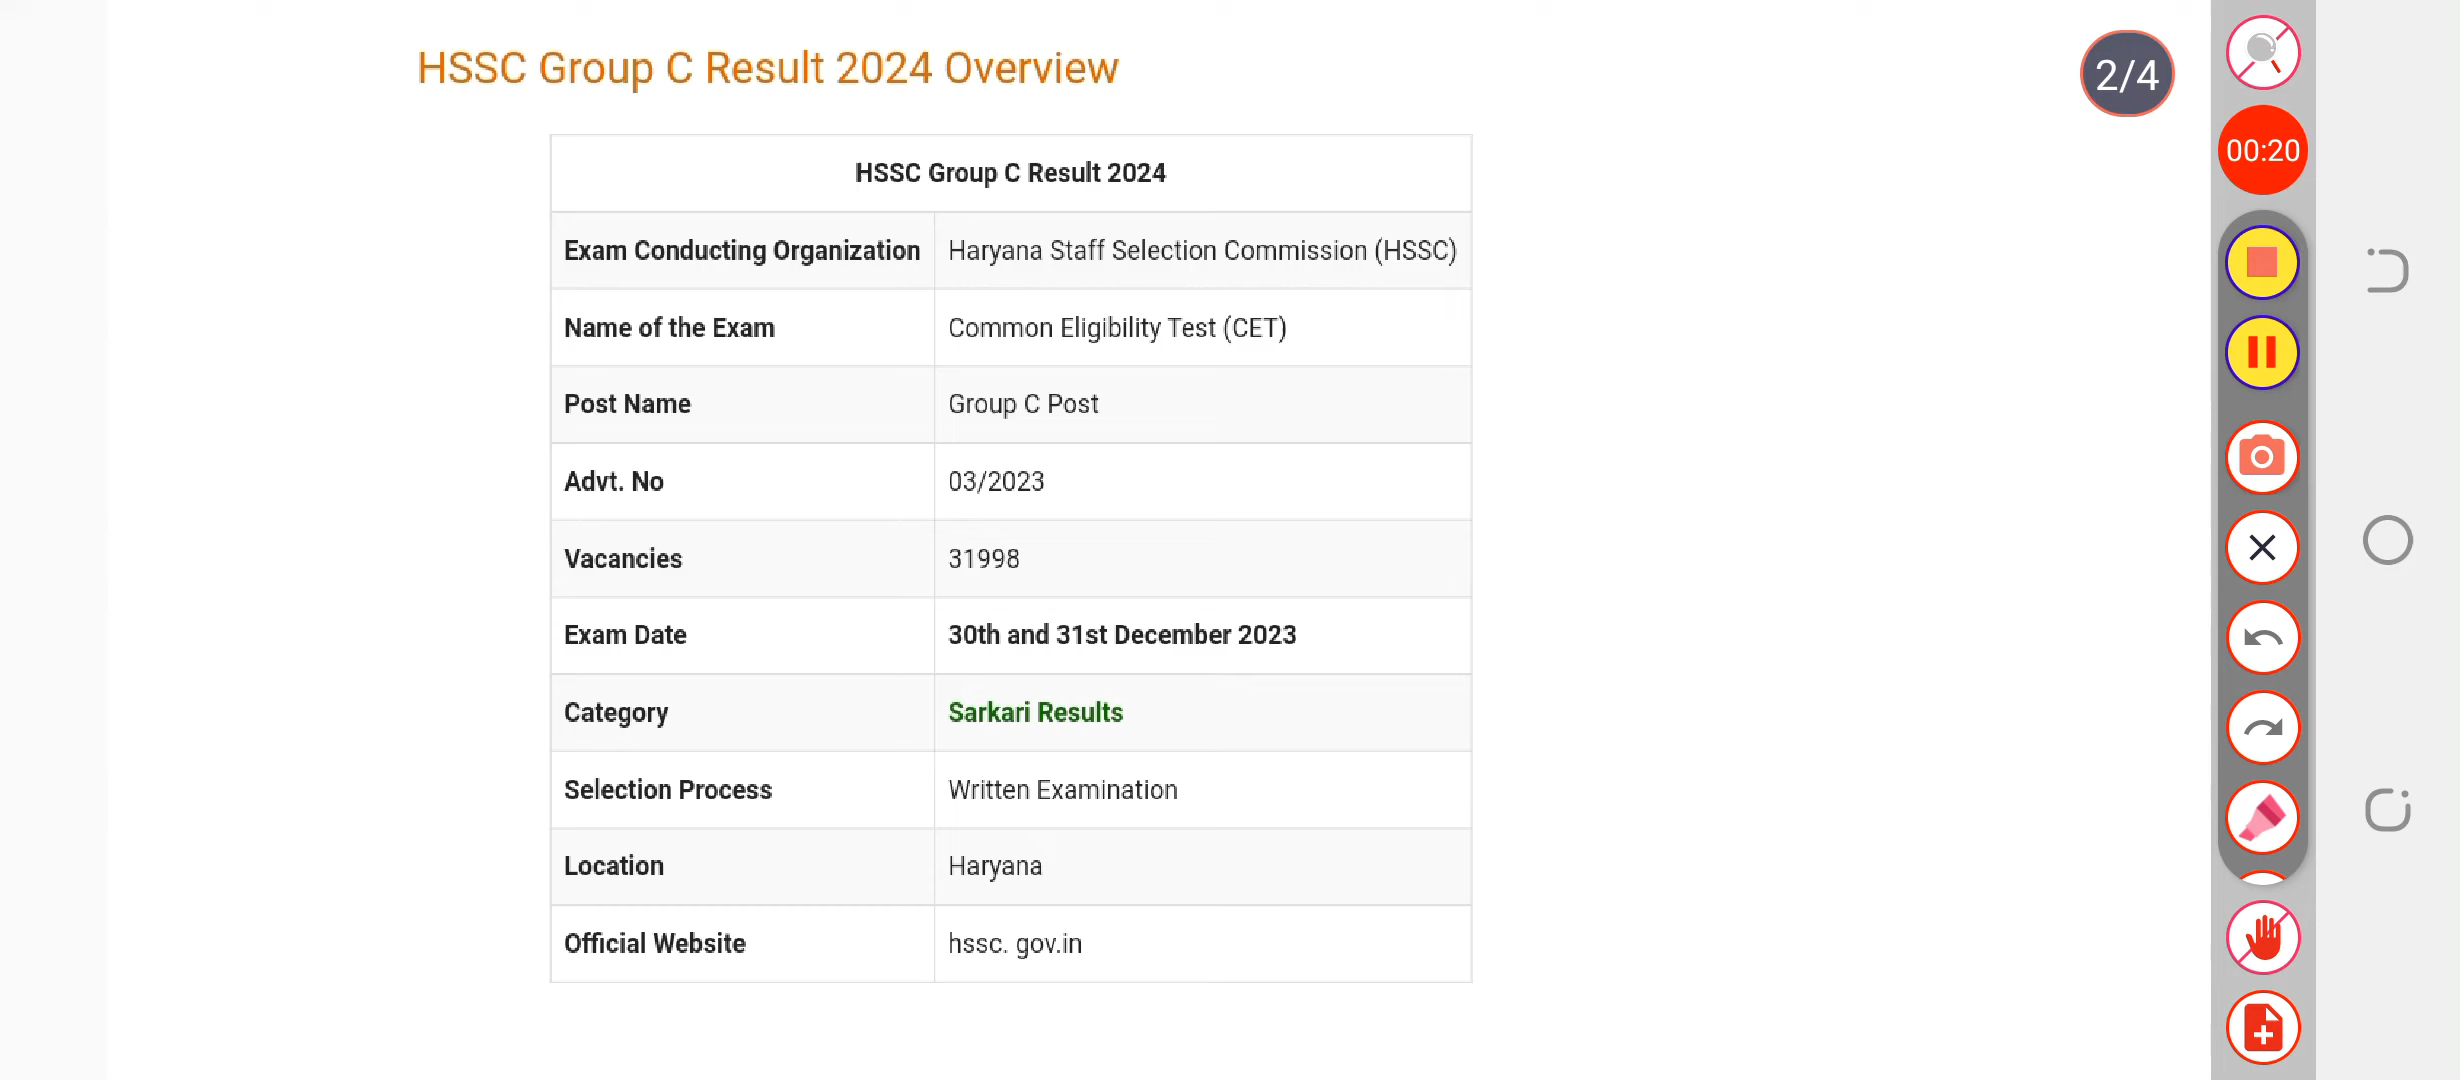 HSSC Group C Result 2024 Overview
2/4
00:20
HSSC Group C Result 2024
Exam Conducting Organization Haryana Staff Selection Commission (HSSC)
Name of the Exam Common Eligibility Test (CET)
Post Name Group C Post
Advt. No 03/2023
Vacancies 31998
Exam Date 30th and 31st December 2023
Category Sarkari Results
Selection Process Written Examination
Location Haryana
Official Website hssc. gov.in